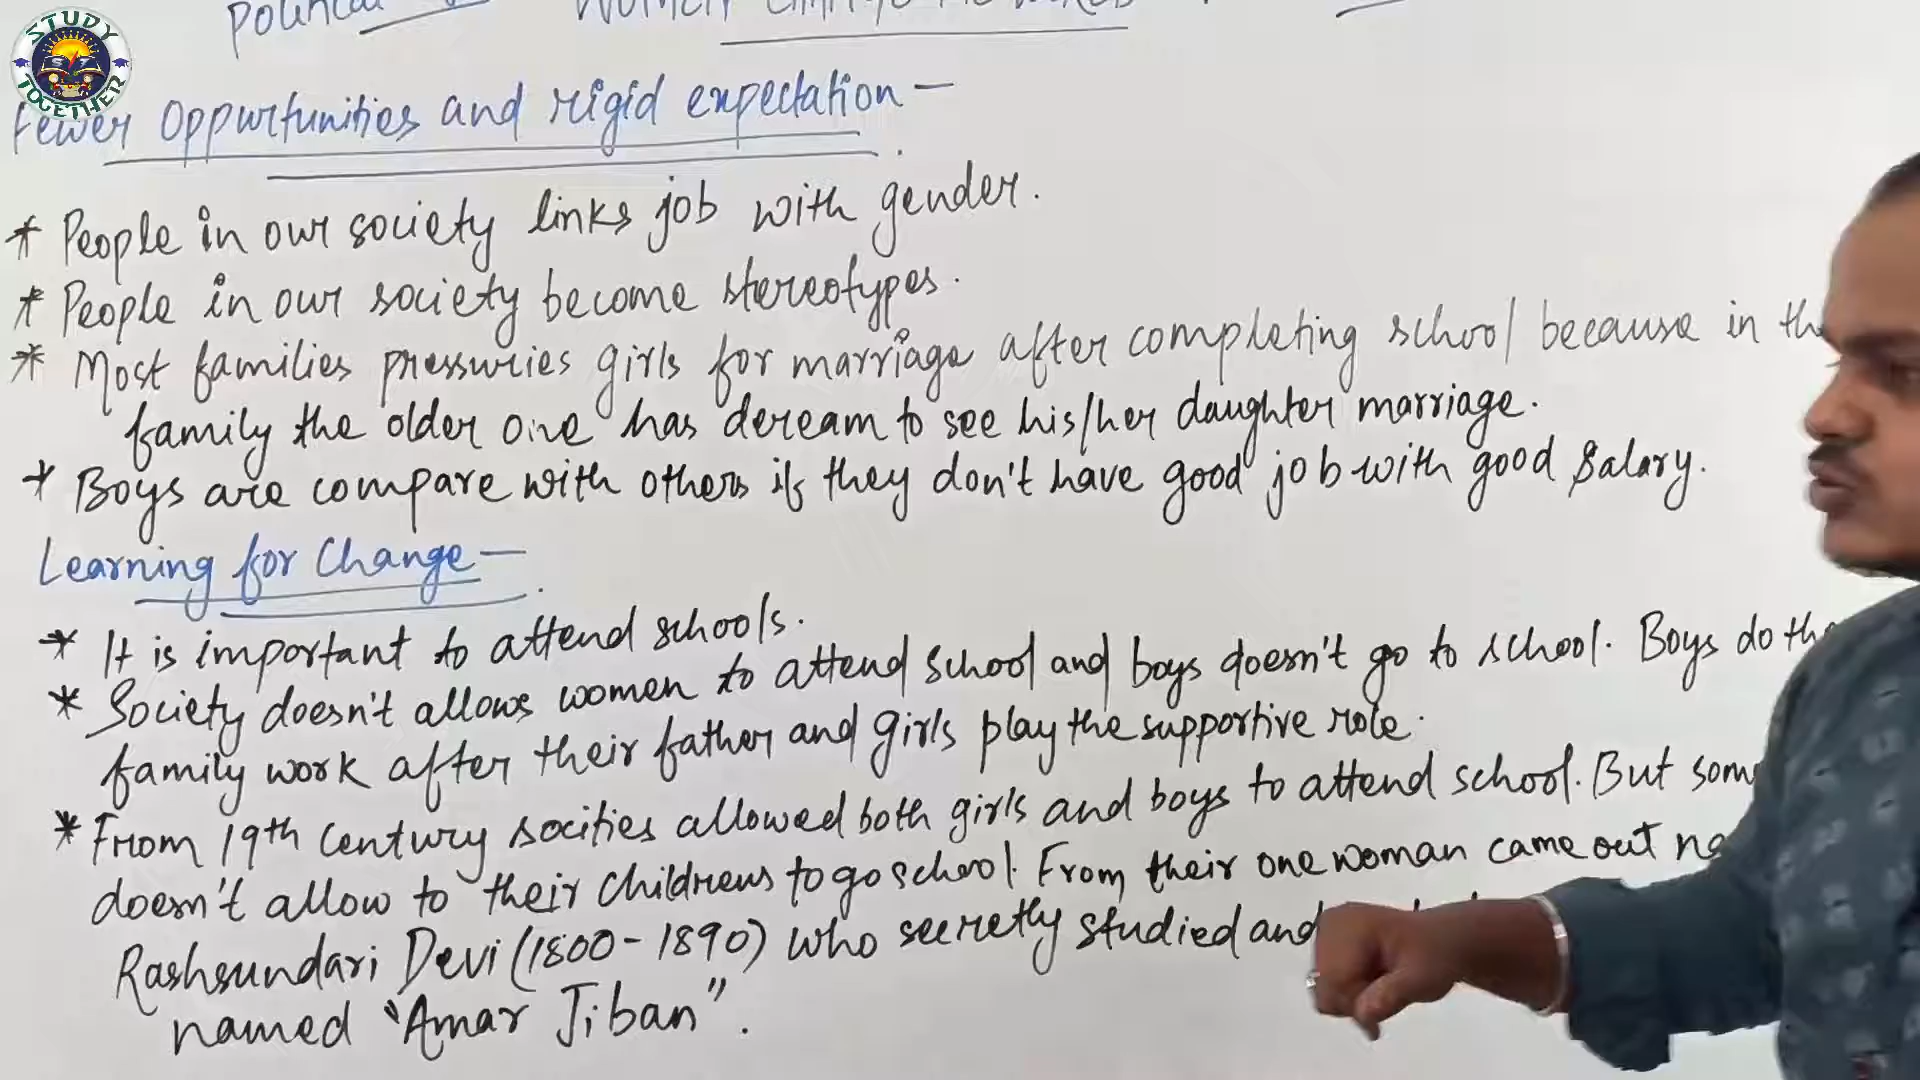 STUDY TOGETHER
Political
Fewer Oppurtunities and rigid expectation -
* People in our society links job with gender.
* People in our society become stereotypes.
* Most families pressuries girls for marriage after completing school because in
family the older one has deream to see his/her daughter marriage.
* Boys are compare with others if they don't have good job with good salary.
Learning for Change -
* It is important to attend schools.
* Society doesn't allows women to attend school and boys doesn't go to school. Boys do
family work after their father and girls play the supportive role.
* From 19th Century socities allowed both girls and boys to attend school. But
doesn't allow to their childrens to go school. From their one woman came out
Rashsundari Devi (1800-1890) who secretly studied and
named "Amar Jiban".